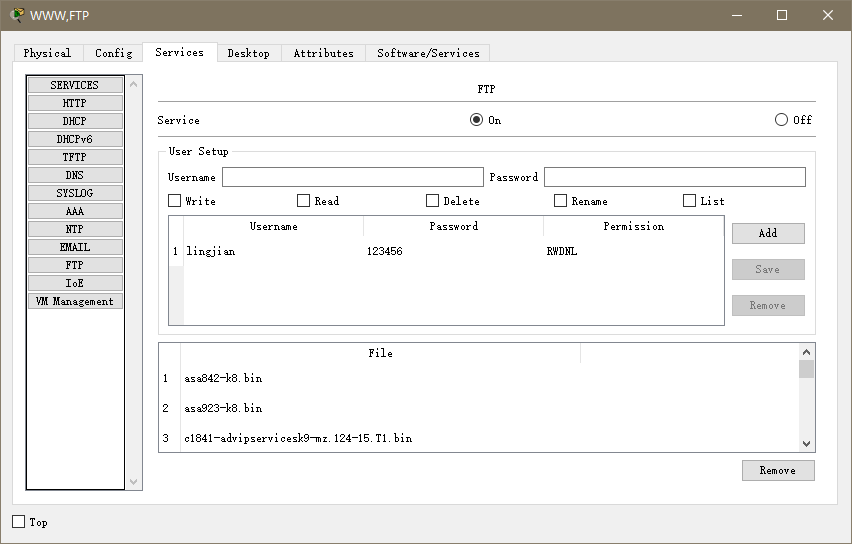 WWW,FTP
Physical Config Services Desktop Attributes Software/Services
SERVICES
HTTP
DHCP
DHCPv6
TFTP
DNS
SYSLOG
AAA
NTP
EMAIL
FTP
IoE
VM Management
FTP
Service On Off
User Setup
Username Password
Write Read Delete Rename List
Username Password Permission
1 lingjian 123456 RWDNL
Add
Save
Remove
File
1 asa842-k8.bin
2 asa923-k8.bin
3 c1841-advipservicesk9-mz.124-15.T1.bin
Remove
Top